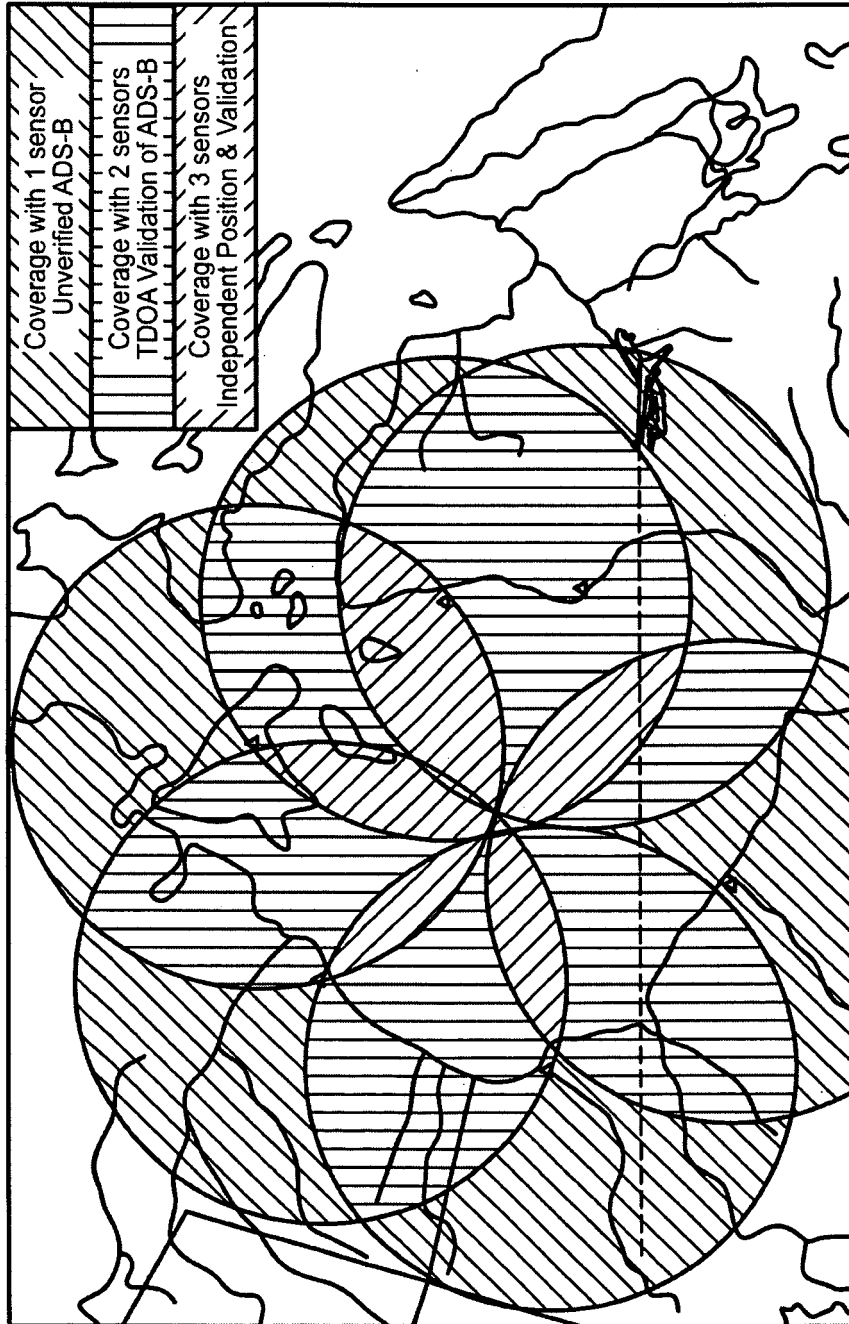 Coverage with 1 sensor
Unverified ADS-B
Coverage with 2 sensors
TDOA Validation of ADS-B
Coverage with 3 sensors
Independent Position & Validation